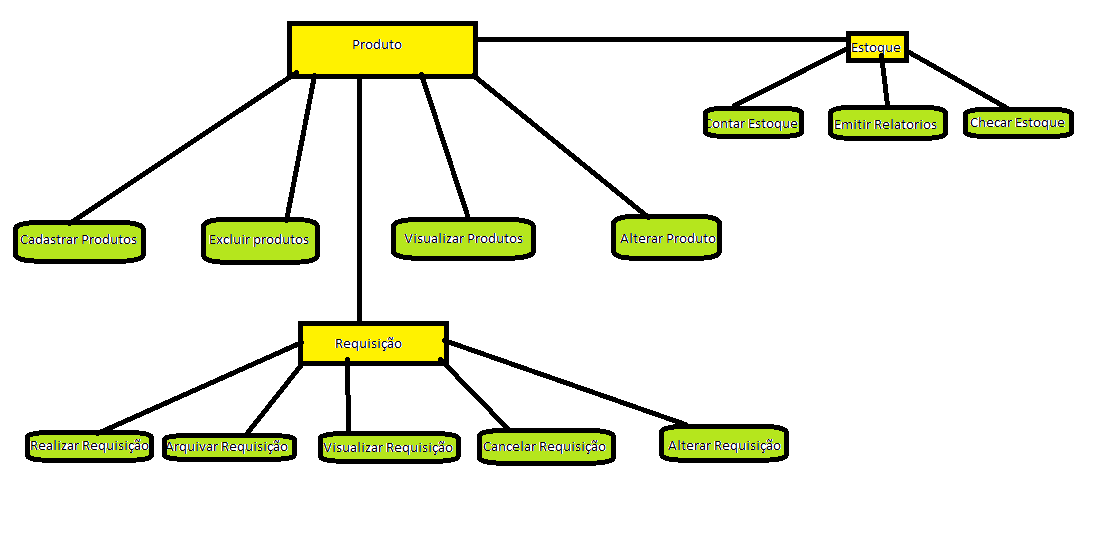 Produto
Estoque
Contar Estoque
Emitir Relatorios
Checar Estoque
Cadastrar Produtos
Excluir produtos
Visualizar Produtos
Alterar Produto
Requisição
Realizar Requisição
Arquivar Requisição
Visualizar Requisição
Cancelar Requisição
Alterar Requisição